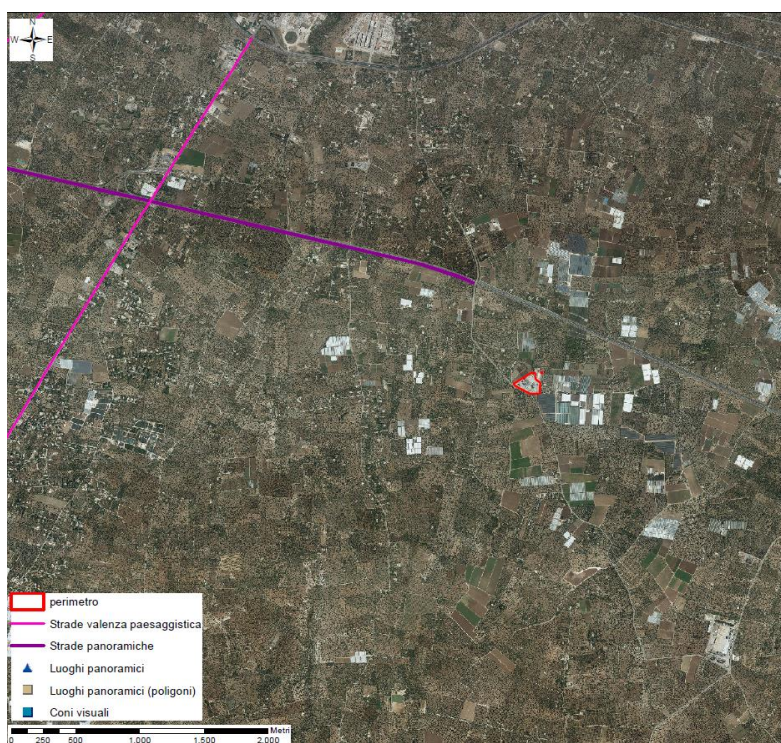 N
W E
S
perimetro
Strade valenza paesaggistica
Strade panoramiche
Luoghi panoramici
Luoghi panoramici (poligoni)
Coni visuali
Metri
0 250 500 1.000 1.500 2.000